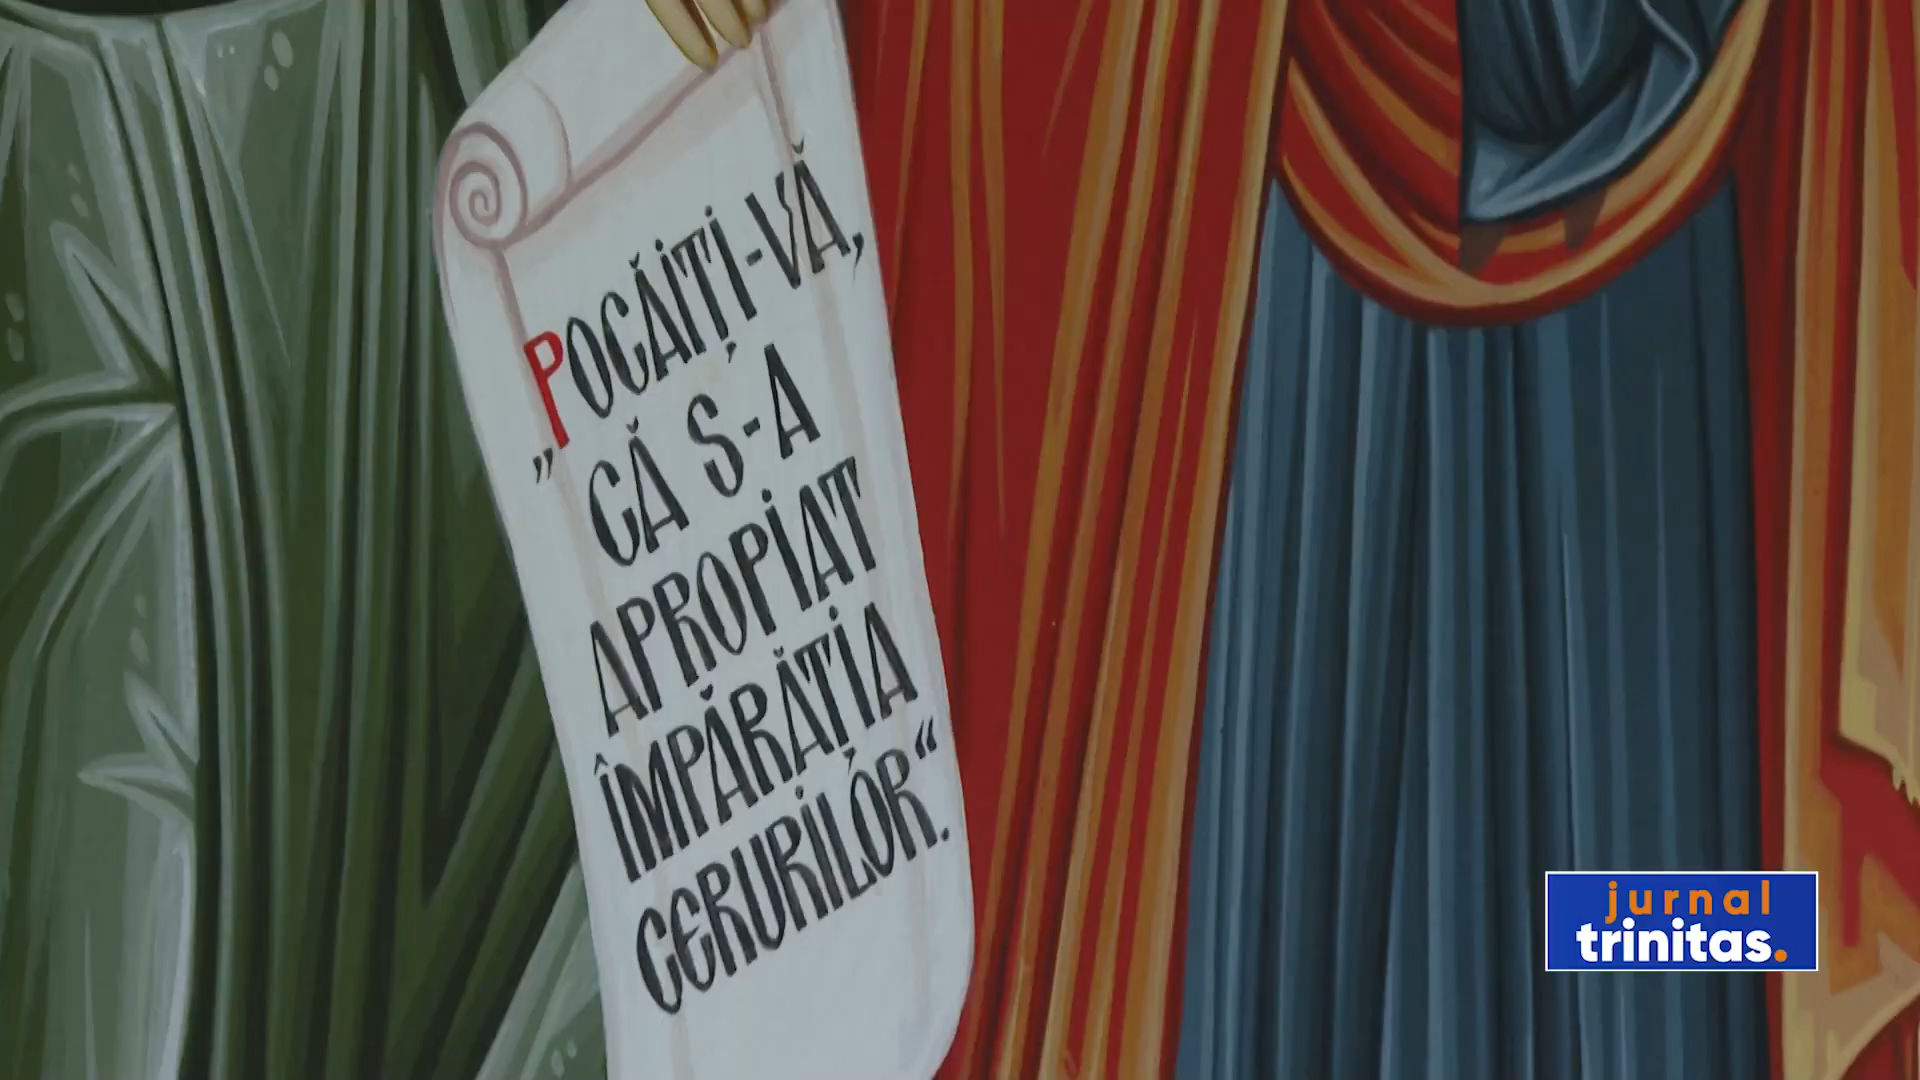 „POCĂIȚI-VĂ,
CĂ S-A
APROPIAT
ÎMPĂRĂȚIA
CERURILOR“.
jurnal
trinitas.